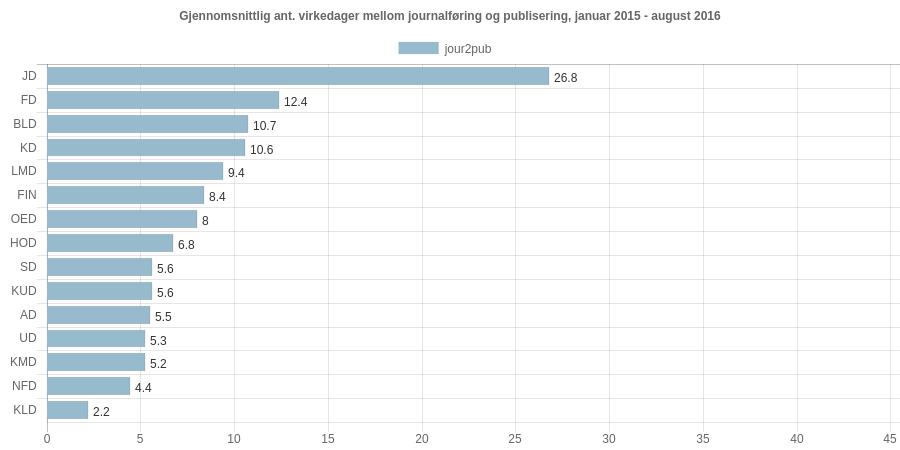 Gjennomsnittlig ant. virkedager mellom journalføring og publisering, januar 2015 - august 2016
jour2pub
JD 26.8
FD 12.4
BLD 10.7
KD 10.6
LMD 9.4
FIN 8.4
OED 8
HOD 6.8
SD 5.6
KUD 5.6
AD 5.5
UD 5.3
KMD 5.2
NFD 4.4
KLD 2.2
0 5 10 15 20 25 30 35 40 45